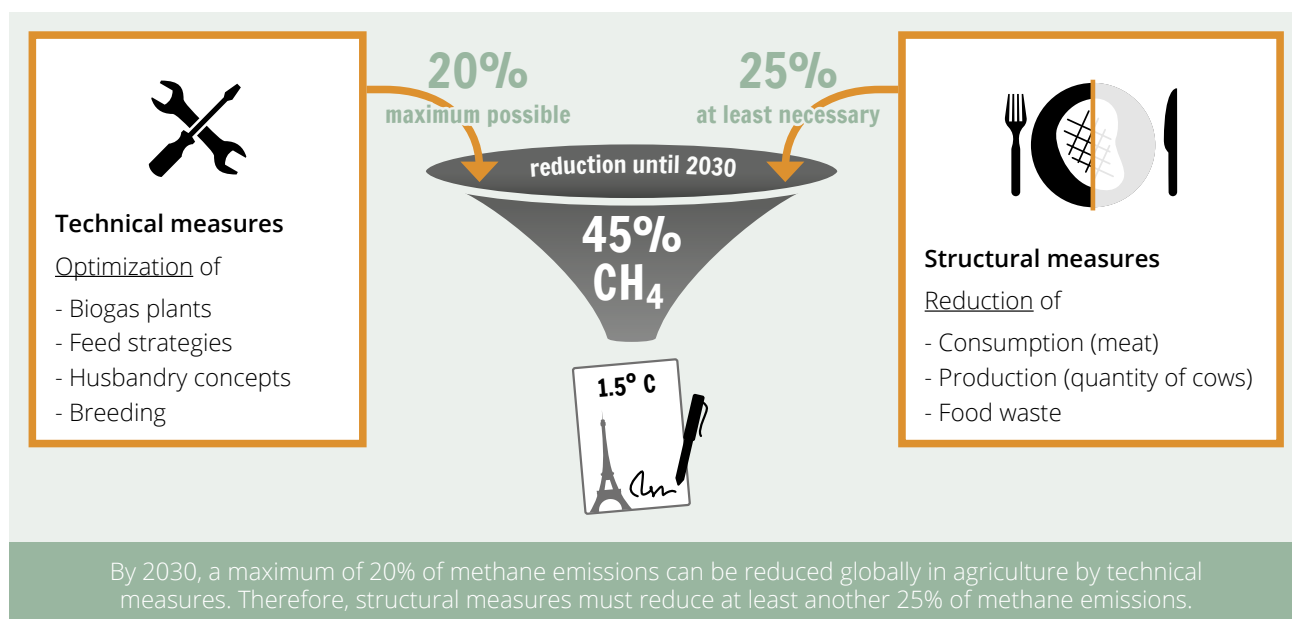 20%
maximum possible
25%
at least necessary
reduction until 2030
45%
CH₄
1.5° C
Technical measures
Optimization of
- Biogas plants
- Feed strategies
- Husbandry concepts
- Breeding
Structural measures
Reduction of
- Consumption (meat)
- Production (quantity of cows)
- Food waste
By 2030, a maximum of 20% of methane emissions can be reduced globally in agriculture by technical
measures. Therefore, structural measures must reduce at least another 25% of methane emissions.